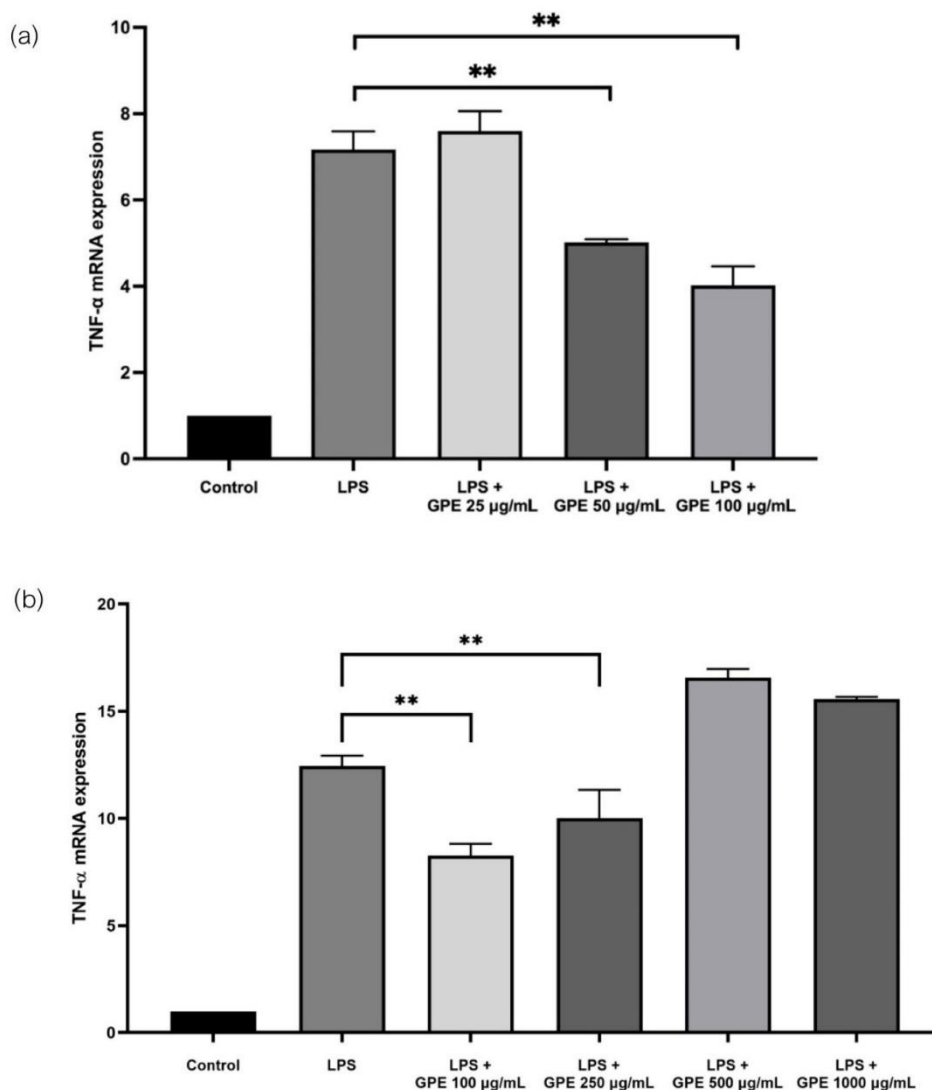 (a)
10
**
**
8
6
4
2
0
TNF-α mRNA expression
Control
LPS
LPS +
GPE 25 µg/mL
LPS +
GPE 50 µg/mL
LPS +
GPE 100 µg/mL
(b)
20
**
**
15
10
5
0
TNF-α mRNA expression
Control
LPS
LPS +
GPE 100 µg/mL
LPS +
GPE 250 µg/mL
LPS +
GPE 500 µg/mL
LPS +
GPE 1000 µg/mL